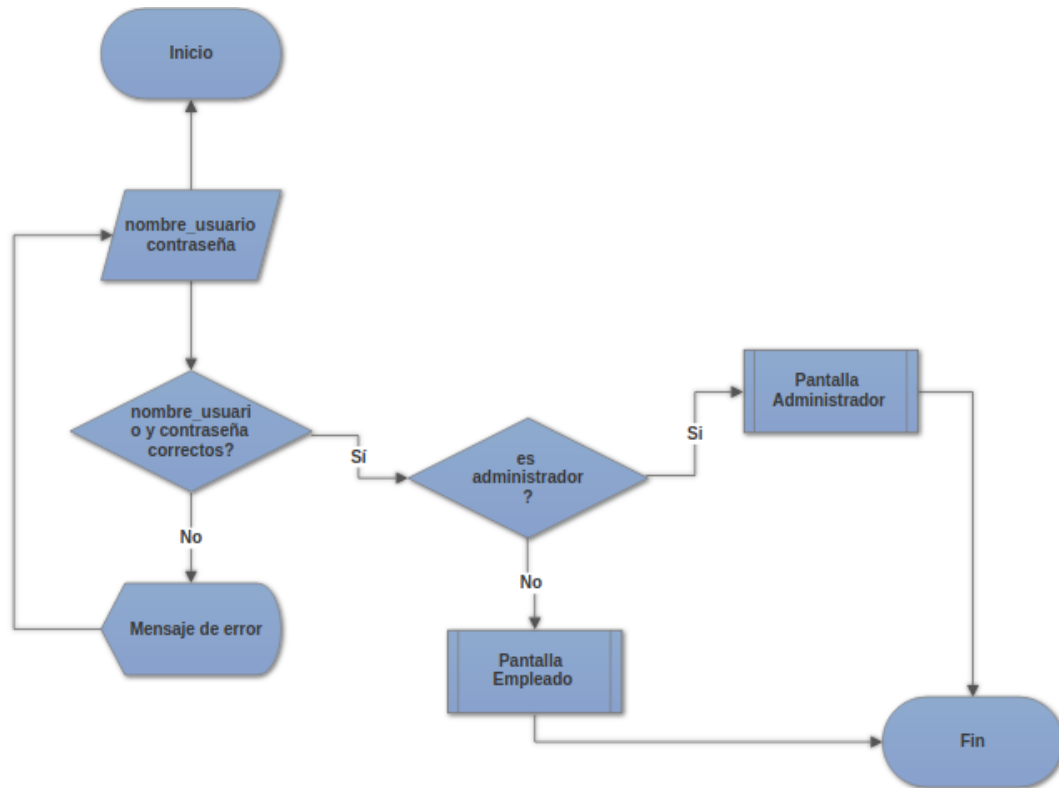 Inicio
nombre_usuario
contraseña
nombre_usuari
o y contraseña
correctos?
Sí
No
Mensaje de error
es
administrador
?
Si
No
Pantalla
Administrador
Pantalla
Empleado
Fin